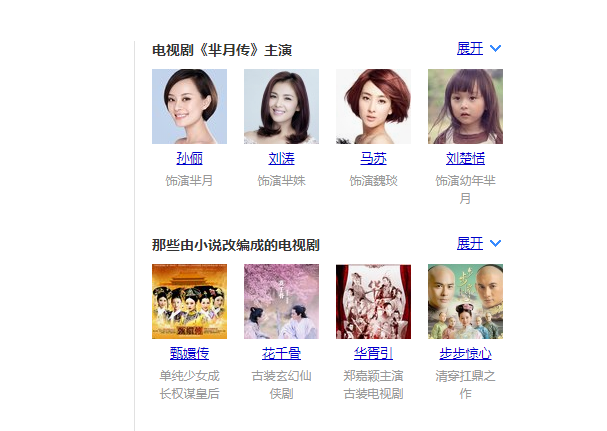 电视剧《芈月传》主演 展开
孙俪 刘涛 马苏 刘楚恬
饰演芈月 饰演芈姝 饰演魏琰 饰演幼年芈
月
那些由小说改编成的电视剧 展开
甄嬛传
甄嬛传 花千骨 华胥引 步步惊心
单纯少女成 古装玄幻仙 郑嘉颖主演 清穿扛鼎之
长权谋皇后 侠剧 古装电视剧 作